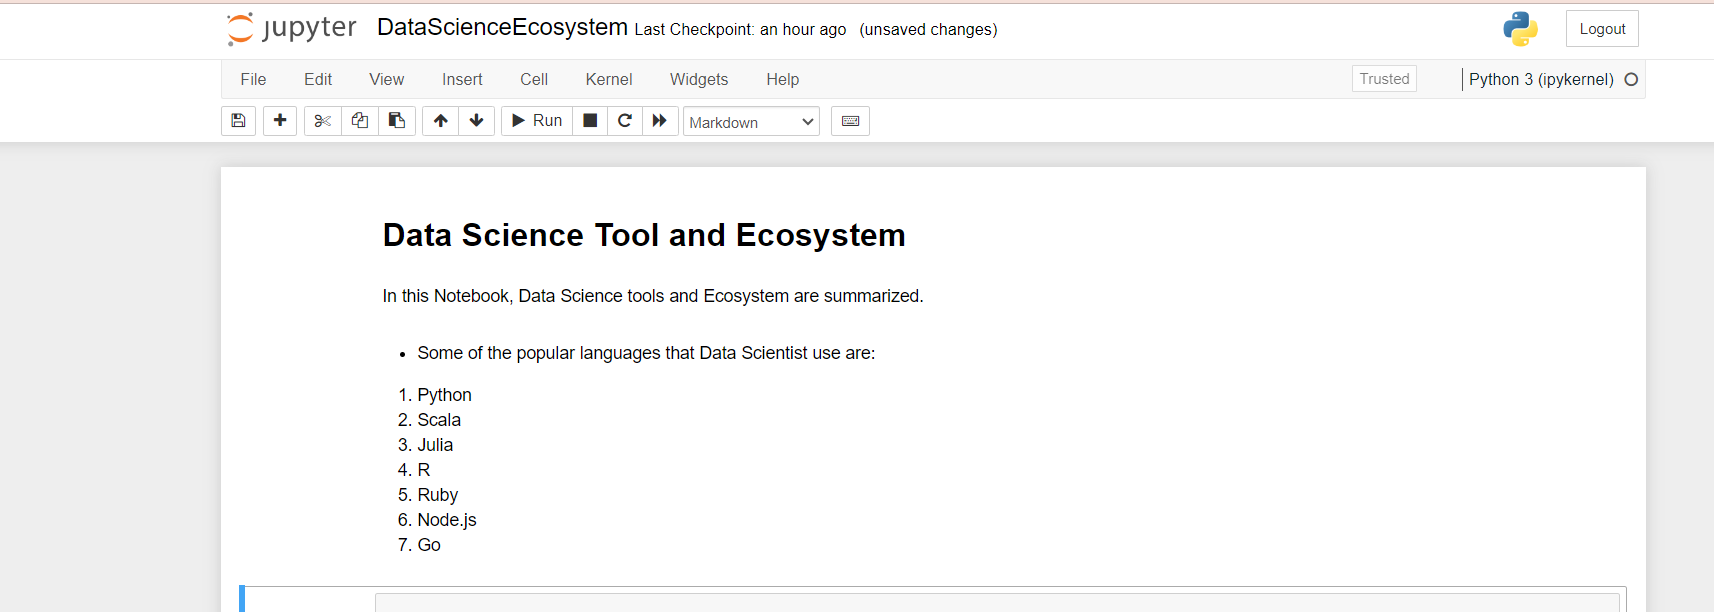 jupyter DataScienceEcosystem Last Checkpoint: an hour ago (unsaved changes) Logout
File Edit View Insert Cell Kernel Widgets Help Trusted Python 3 (ipykernel)
Run Markdown
Data Science Tool and Ecosystem
In this Notebook, Data Science tools and Ecosystem are summarized.
• Some of the popular languages that Data Scientist use are:
1. Python
2. Scala
3. Julia
4. R
5. Ruby
6. Node.js
7. Go